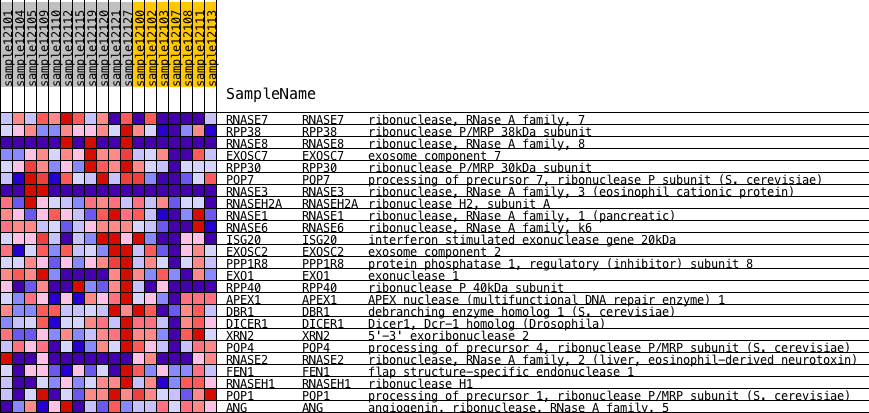 sample12101 sample12104 sample12105 sample12109 sample12110 sample12112 sample12115 sample12119 sample12120 sample12121 sample12127 sample12100 sample12102 sample12103 sample12107 sample12108 sample12111 sample12113
SampleName
RNASE7 RNASE7 ribonuclease, RNase A family, 7
RPP38 RPP38 ribonuclease P/MRP 38kDa subunit
RNASE8 RNASE8 ribonuclease, RNase A family, 8
EXOSC7 EXOSC7 exosome component 7
RPP30 RPP30 ribonuclease P/MRP 30kDa subunit
POP7 POP7 processing of precursor 7, ribonuclease P subunit (S. cerevisiae)
RNASE3 RNASE3 ribonuclease, RNase A family, 3 (eosinophil cationic protein)
RNASEH2A RNASEH2A ribonuclease H2, subunit A
RNASE1 RNASE1 ribonuclease, RNase A family, 1 (pancreatic)
RNASE6 RNASE6 ribonuclease, RNase A family, k6
ISG20 ISG20 interferon stimulated exonuclease gene 20kDa
EXOSC2 EXOSC2 exosome component 2
PPP1R8 PPP1R8 protein phosphatase 1, regulatory (inhibitor) subunit 8
EXO1 EXO1 exonuclease 1
RPP40 RPP40 ribonuclease P 40kDa subunit
APEX1 APEX1 APEX nuclease (multifunctional DNA repair enzyme) 1
DBR1 DBR1 debranching enzyme homolog 1 (S. cerevisiae)
DICER1 DICER1 Dicer1, Dcr-1 homolog (Drosophila)
XRN2 XRN2 5'-3' exoribonuclease 2
POP4 POP4 processing of precursor 4, ribonuclease P/MRP subunit (S. cerevisiae)
RNASE2 RNASE2 ribonuclease, RNase A family, 2 (liver, eosinophil-derived neurotoxin)
FEN1 FEN1 flap structure-specific endonuclease 1
RNASEH1 RNASEH1 ribonuclease H1
POP1 POP1 processing of precursor 1, ribonuclease P/MRP subunit (S. cerevisiae)
ANG ANG angiogenin, ribonuclease, RNase A family, 5